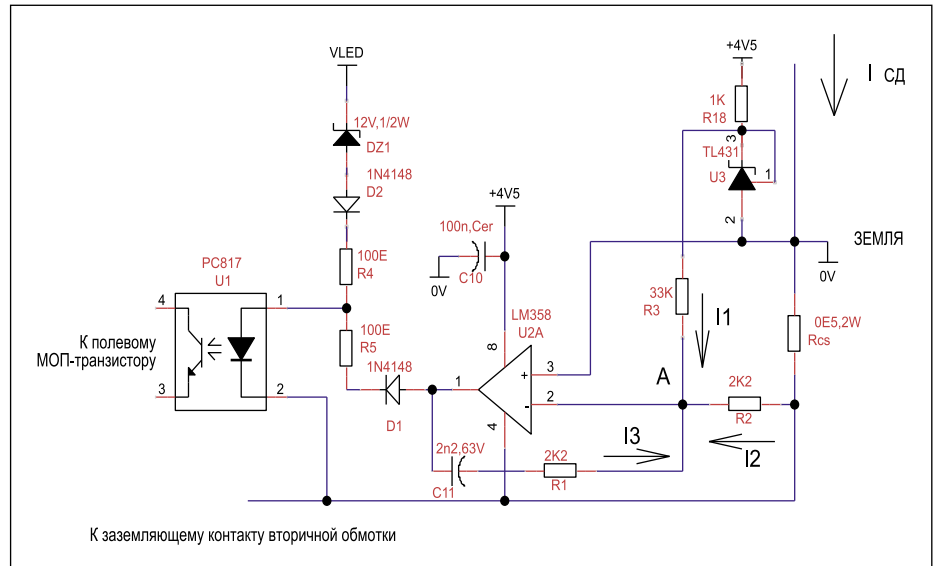 VLED
+4V5
I СД
1K
R18
12V,1/2W
DZ1
3
TL431
1
U3
2
1N4148
D2
+4V5
100n,Cer
C10
0V
ЗЕМЛЯ
0V
PC817
U1
100E
R4
4
1
33K
R3
I1
0E5,2W
Rcs
LM358
U2A
8
К полевому
МОП-транзистору
100E
R5
3
2
1N4148
D1
1
+
3
-
2
4
A
2K2
R2
I2
2n2,63V
C11
2K2
R1
I3
К заземляющему контакту вторичной обмотки